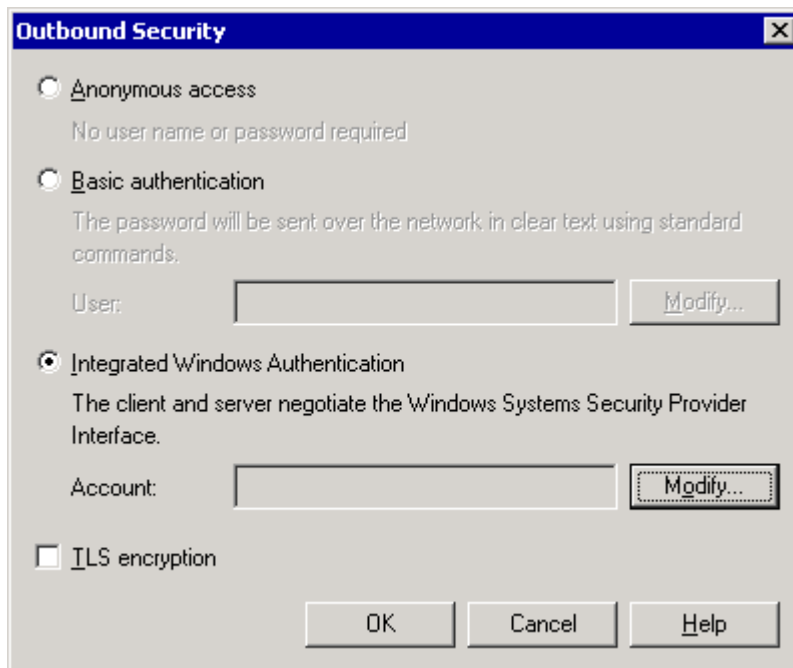 Outbound Security
Anonymous access
No user name or password required
Basic authentication
The password will be sent over the network in clear text using standard
commands.
User:
Modify...
Integrated Windows Authentication
The client and server negotiate the Windows Systems Security Provider
Interface.
Account:
Modify...
TLS encryption
OK Cancel Help